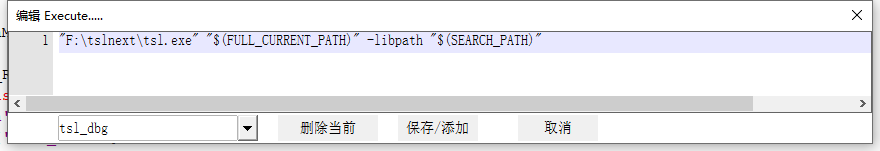 编辑 Execute.....
1 "F:\tslnext\tsl.exe" "$(FULL_CURRENT_PATH)" -libpath "$(SEARCH_PATH)"
tsl_dbg 删除当前 保存/添加 取消